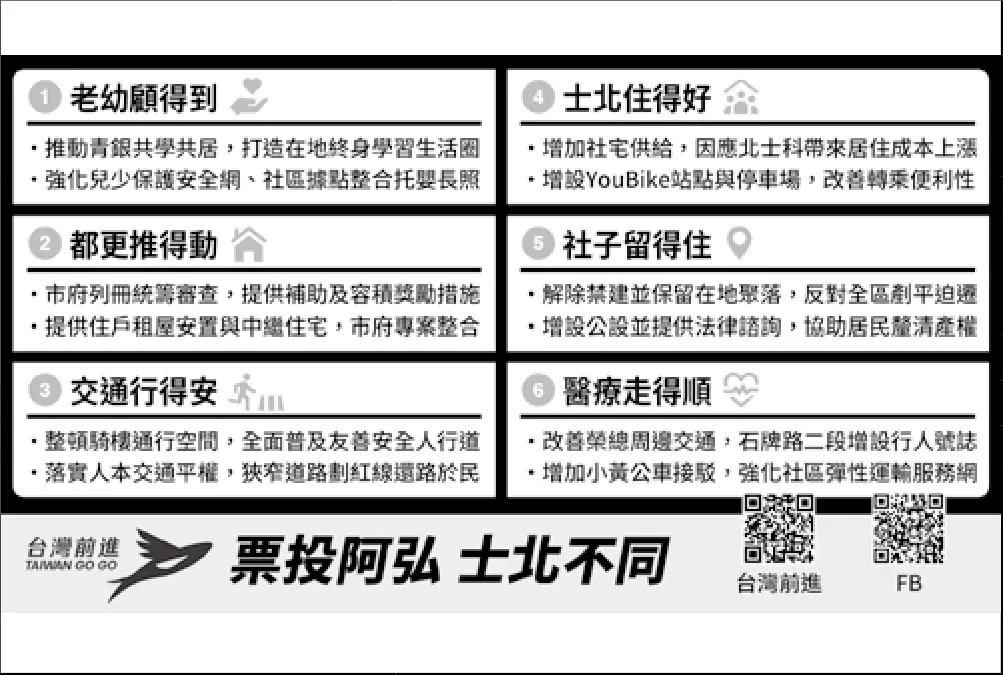 1 老幼顧得到
・推動青銀共學共居，打造在地終身學習生活圈
・強化兒少保護安全網、社區據點整合托嬰長照
2 都更推得動
・市府列冊統籌審查，提供補助及容積獎勵措施
・提供住戶租屋安置與中繼住宅，市府專案整合
3 交通行得安
・整頓騎樓通行空間，全面普及友善安全人行道
・落實人本交通平權，狹窄道路劃紅線還路於民
4 士北住得好
・增加社宅供給，因應北士科帶來居住成本上漲
・增設YouBike站點與停車場，改善轉乘便利性
5 社子留得住
・解除禁建並保留在地聚落，反對全區剷平迫遷
・增設公設並提供法律諮詢，協助居民釐清產權
6 醫療走得順
・改善榮總周邊交通，石牌路二段增設行人號誌
・增加小黃公車接駁，強化社區彈性運輸服務網
台灣前進
TAIWAN GO GO
票投阿弘 士北不同
台灣前進
FB